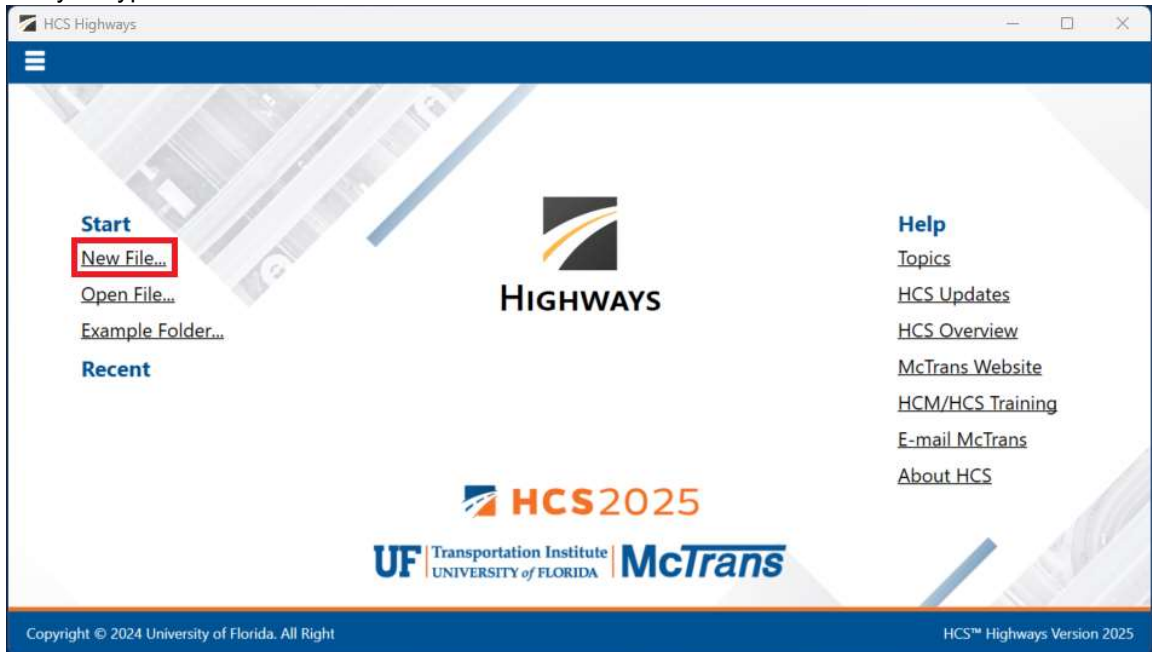 HCS Highways
Start
New File...
Open File...
Example Folder...
Recent
HIGHWAYS
Help
Topics
HCS Updates
HCS Overview
McTrans Website
HCM/HCS Training
E-mail McTrans
About HCS
HCS2025
UF Transportation Institute McTrans
UNIVERSITY of FLORIDA
Copyright © 2024 University of Florida. All Right
HCS™ Highways Version 2025